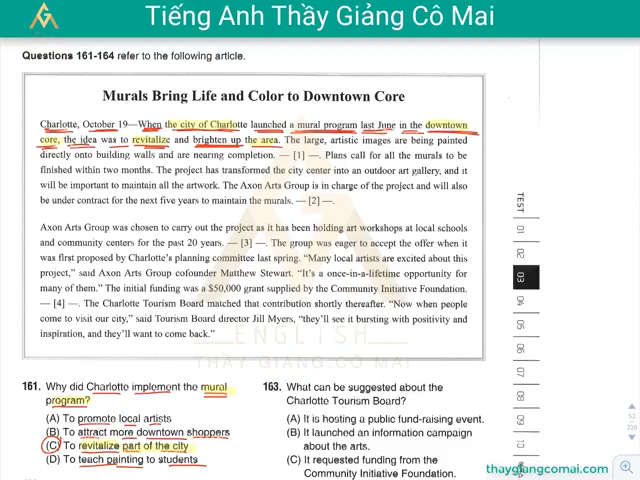 Tiếng Anh Thầy Giảng Cô Mai
Questions 161-164 refer to the following article.
Murals Bring Life and Color to Downtown Core
Charlotte, October 19—When the city of Charlotte launched a mural program last June in the downtown
core, the idea was to revitalize and brighten up the area. The large, artistic images are being painted
directly onto building walls and are nearing completion. — [1] —. Plans call for all the murals to be
finished within two months. The project has transformed the city center into an outdoor art gallery, and it
will be important to maintain all the artwork. The Axon Arts Group is in charge of the project and will also
be under contract for the next five years to maintain the murals. — [2] —.
Axon Arts Group was chosen to carry out the project as it has been holding art workshops at local schools
and community centers for the past 20 years. — [3] —. The group was eager to accept the offer when it
was first proposed by Charlotte's planning committee last spring. “Many local artists are excited about this
project,” said Axon Arts Group cofounder Matthew Stewart. “It's a once-in-a-lifetime opportunity for
many of them.” The initial funding was a $50,000 grant supplied by the Community Initiative Foundation.
— [4] —. The Charlotte Tourism Board matched that contribution shortly thereafter. “Now when people
come to visit our city,” said Tourism Board director Jill Myers, “they'll see it bursting with positivity and
inspiration, and they'll want to come back.”
ENGLISH
THẦY GIẢNG CÔ MAI
161. Why did Charlotte implement the mural
program?
(A) To promote local artists
(B) To attract more downtown shoppers
(C) To revitalize part of the city
(D) To teach painting to students
163. What can be suggested about the
Charlotte Tourism Board?
(A) It is hosting a public fund-raising event.
(B) It launched an information campaign
about the arts.
(C) It requested funding from the
Community Initiative Foundation.
TEST
01
02
03
04
05
06
07
08
09
10
52
220
thaygiangcomai.com